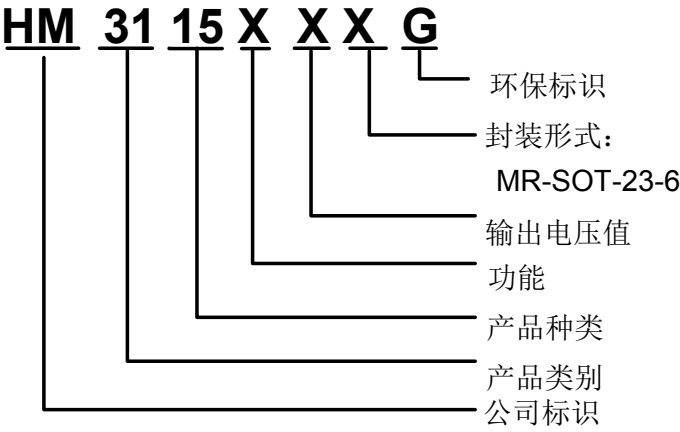 HM 31 15 X X X G
环保标识
封装形式：
MR-SOT-23-6
输出电压值
功能
产品种类
产品类别
公司标识